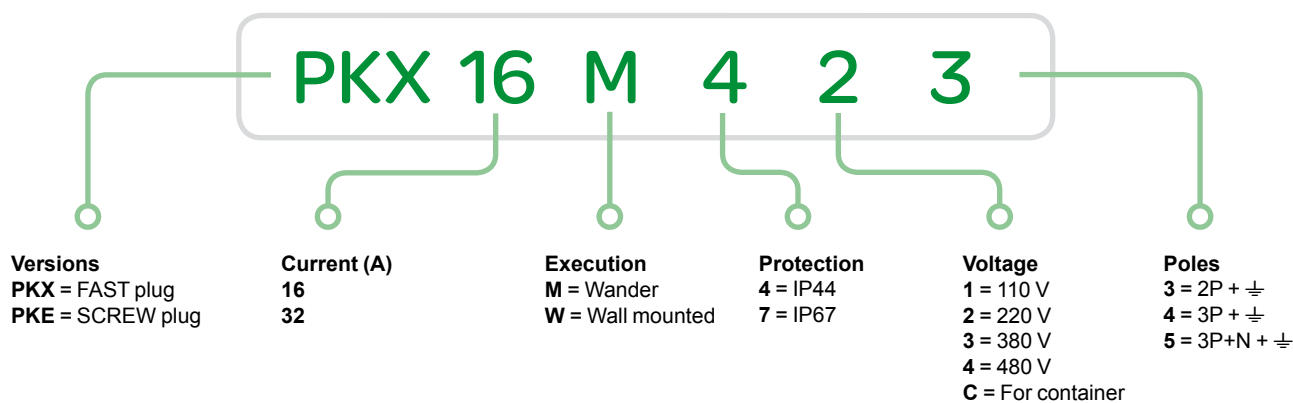 PKX 16 M 4 2 3
Versions
PKX = FAST plug
PKE = SCREW plug
Current (A)
16
32
Execution
M = Wander
W = Wall mounted
Protection
4 = IP44
7 = IP67
Voltage
1 = 110 V
2 = 220 V
3 = 380 V
4 = 480 V
C = For container
Poles
3 = 2P + ⏚
4 = 3P + ⏚
5 = 3P+N + ⏚